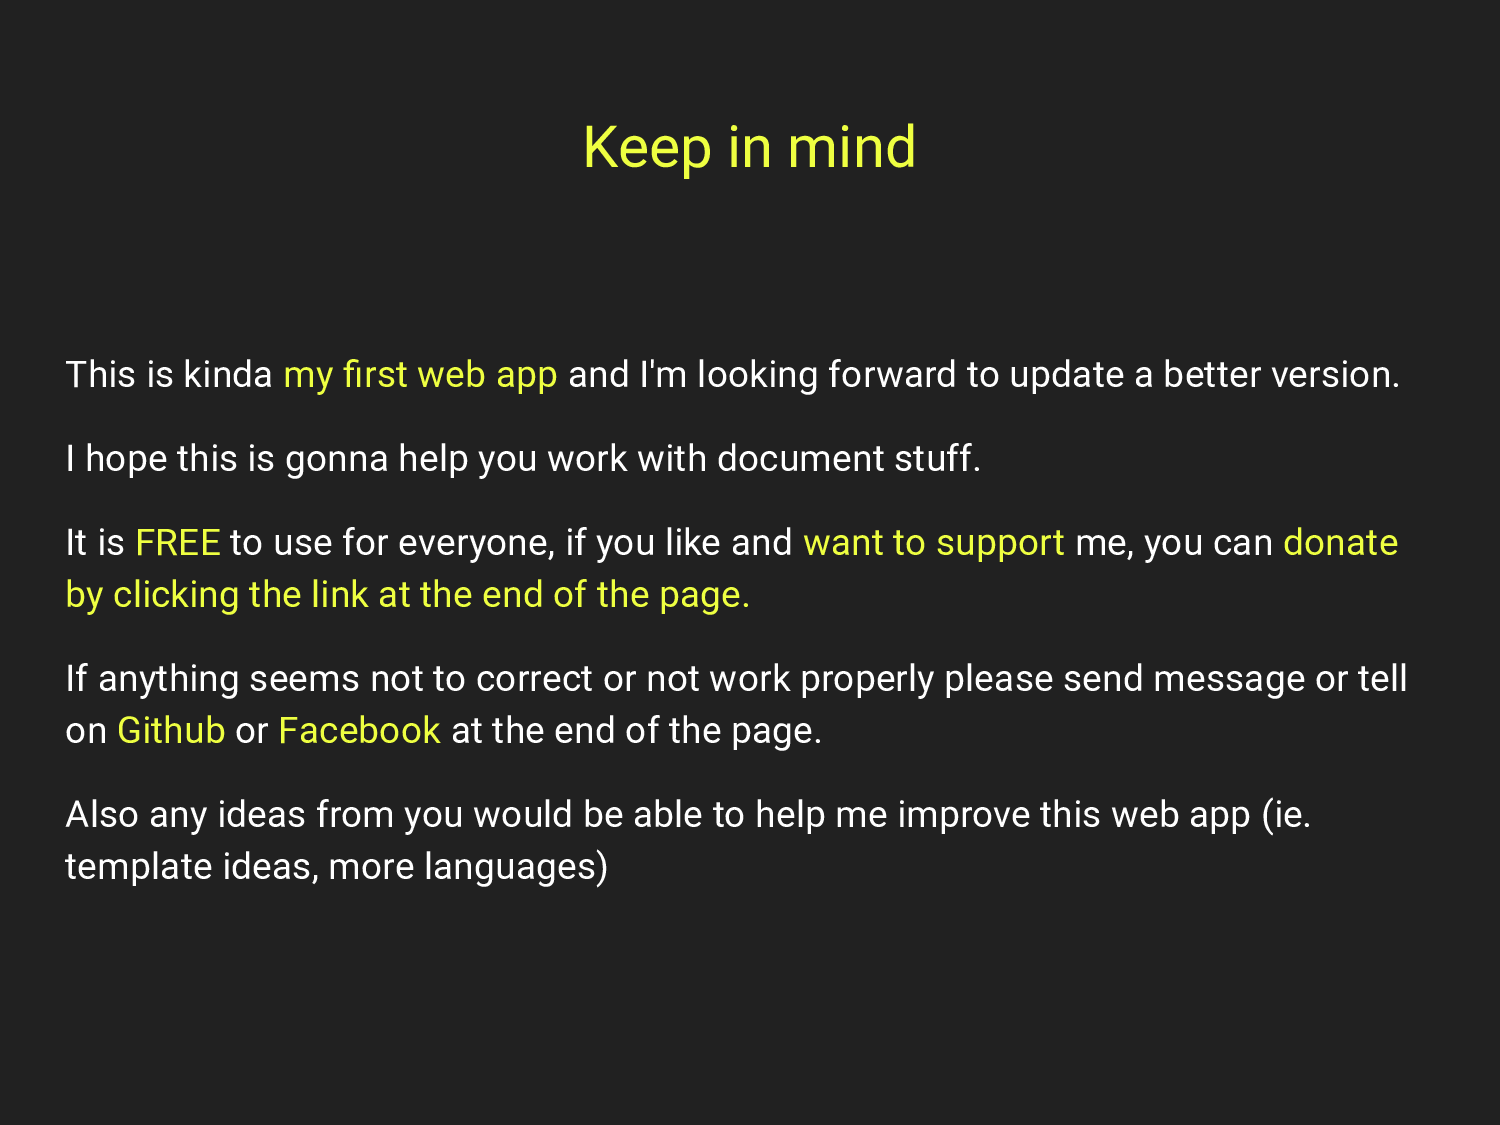 Keep in mind
This is kinda my first web app and I'm looking forward to update a better version.
I hope this is gonna help you work with document stuff.
It is FREE to use for everyone, if you like and want to support me, you can donate
by clicking the link at the end of the page.
If anything seems not to correct or not work properly please send message or tell
on Github or Facebook at the end of the page.
Also any ideas from you would be able to help me improve this web app (ie.
template ideas, more languages)